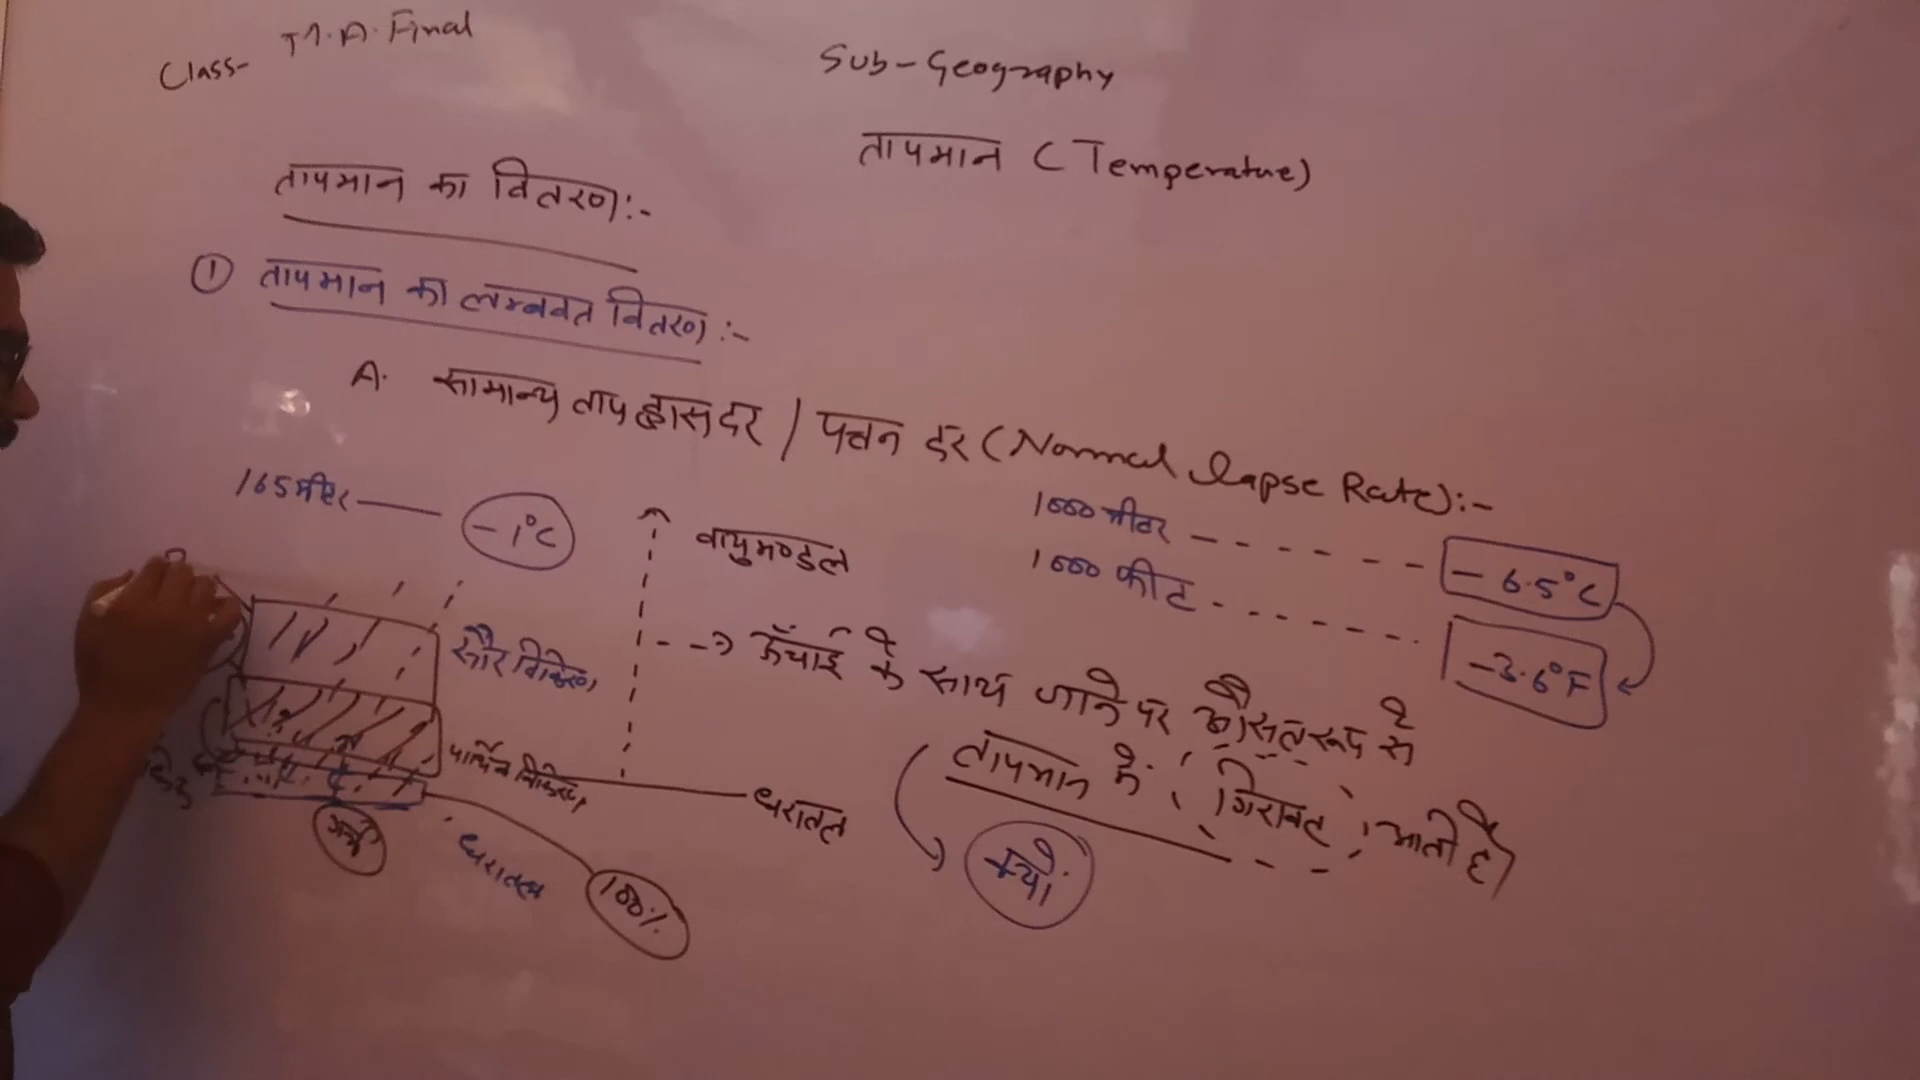 Class- M.A. Final
Sub-Geography
तापमान (Temperature)
तापमान का वितरण:-
① तापमान का लम्बवत वितरण:-
A. सामान्य ताप ह्रास दर / पतन दर (Normal lapse Rate):-
165 मीटर — -1°C
वायुमण्डल
1000 मीटर - - - - - - -6.5°C
1000 फीट - - - - - - -3.6°F
सौर विकिरण
--> ऊँचाई के साथ जाने पर औसत रूप से
तापमान में गिरावट आती है।
पार्थिव विकिरण
धरातल
क्यों
गर्म
धरातल
100%